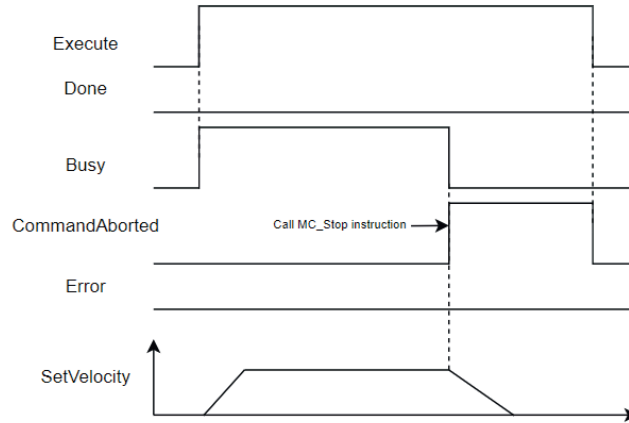 Execute
Done
Busy
CommandAborted
Call MC_Stop instruction
Error
SetVelocity